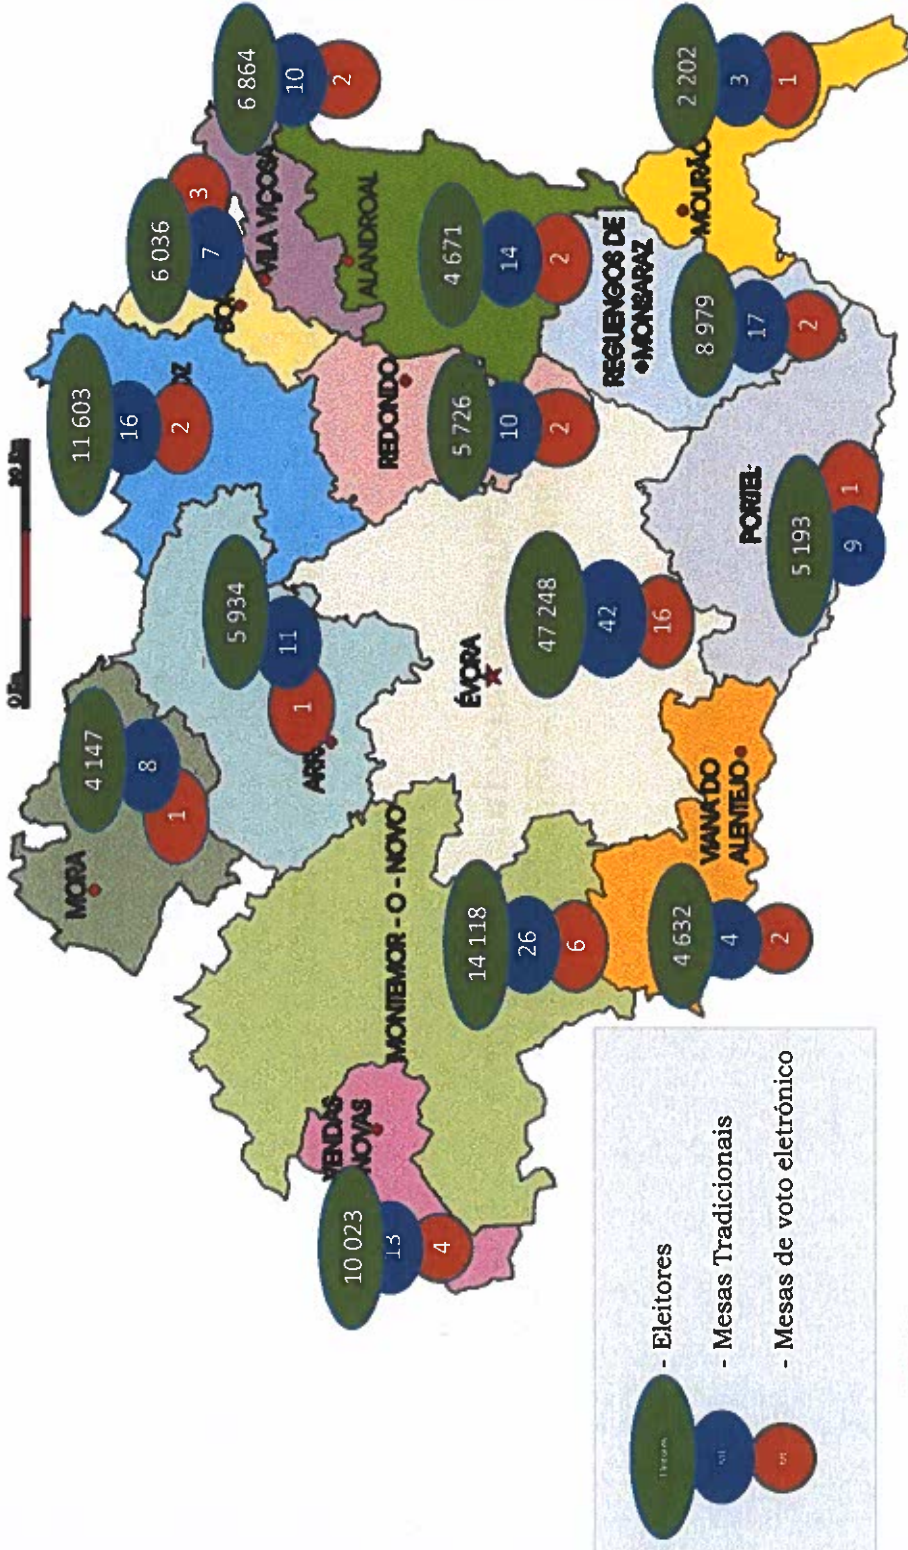 0 Km
MORA
4 147
8
1
5 934
11
1
11 603
16
2
6 036
7
3
VILA VIÇOSA
6 864
10
2
ALANDROAL
4 671
14
2
REDONDO
5 726
10
2
ÉVORA
47 248
42
16
MONTEMOR - O - NOVO
14 118
26
6
VENDAS
NOVAS
10 023
13
4
REGUENGOS DE
MONSARAZ
8 979
17
2
MOURÃO
2 202
3
1
PORTEL
5 193
9
1
VIANA DO
ALENTEJO
4 632
4
2
- Eleitores
- Mesas Tradicionais
- Mesas de voto eletrónico